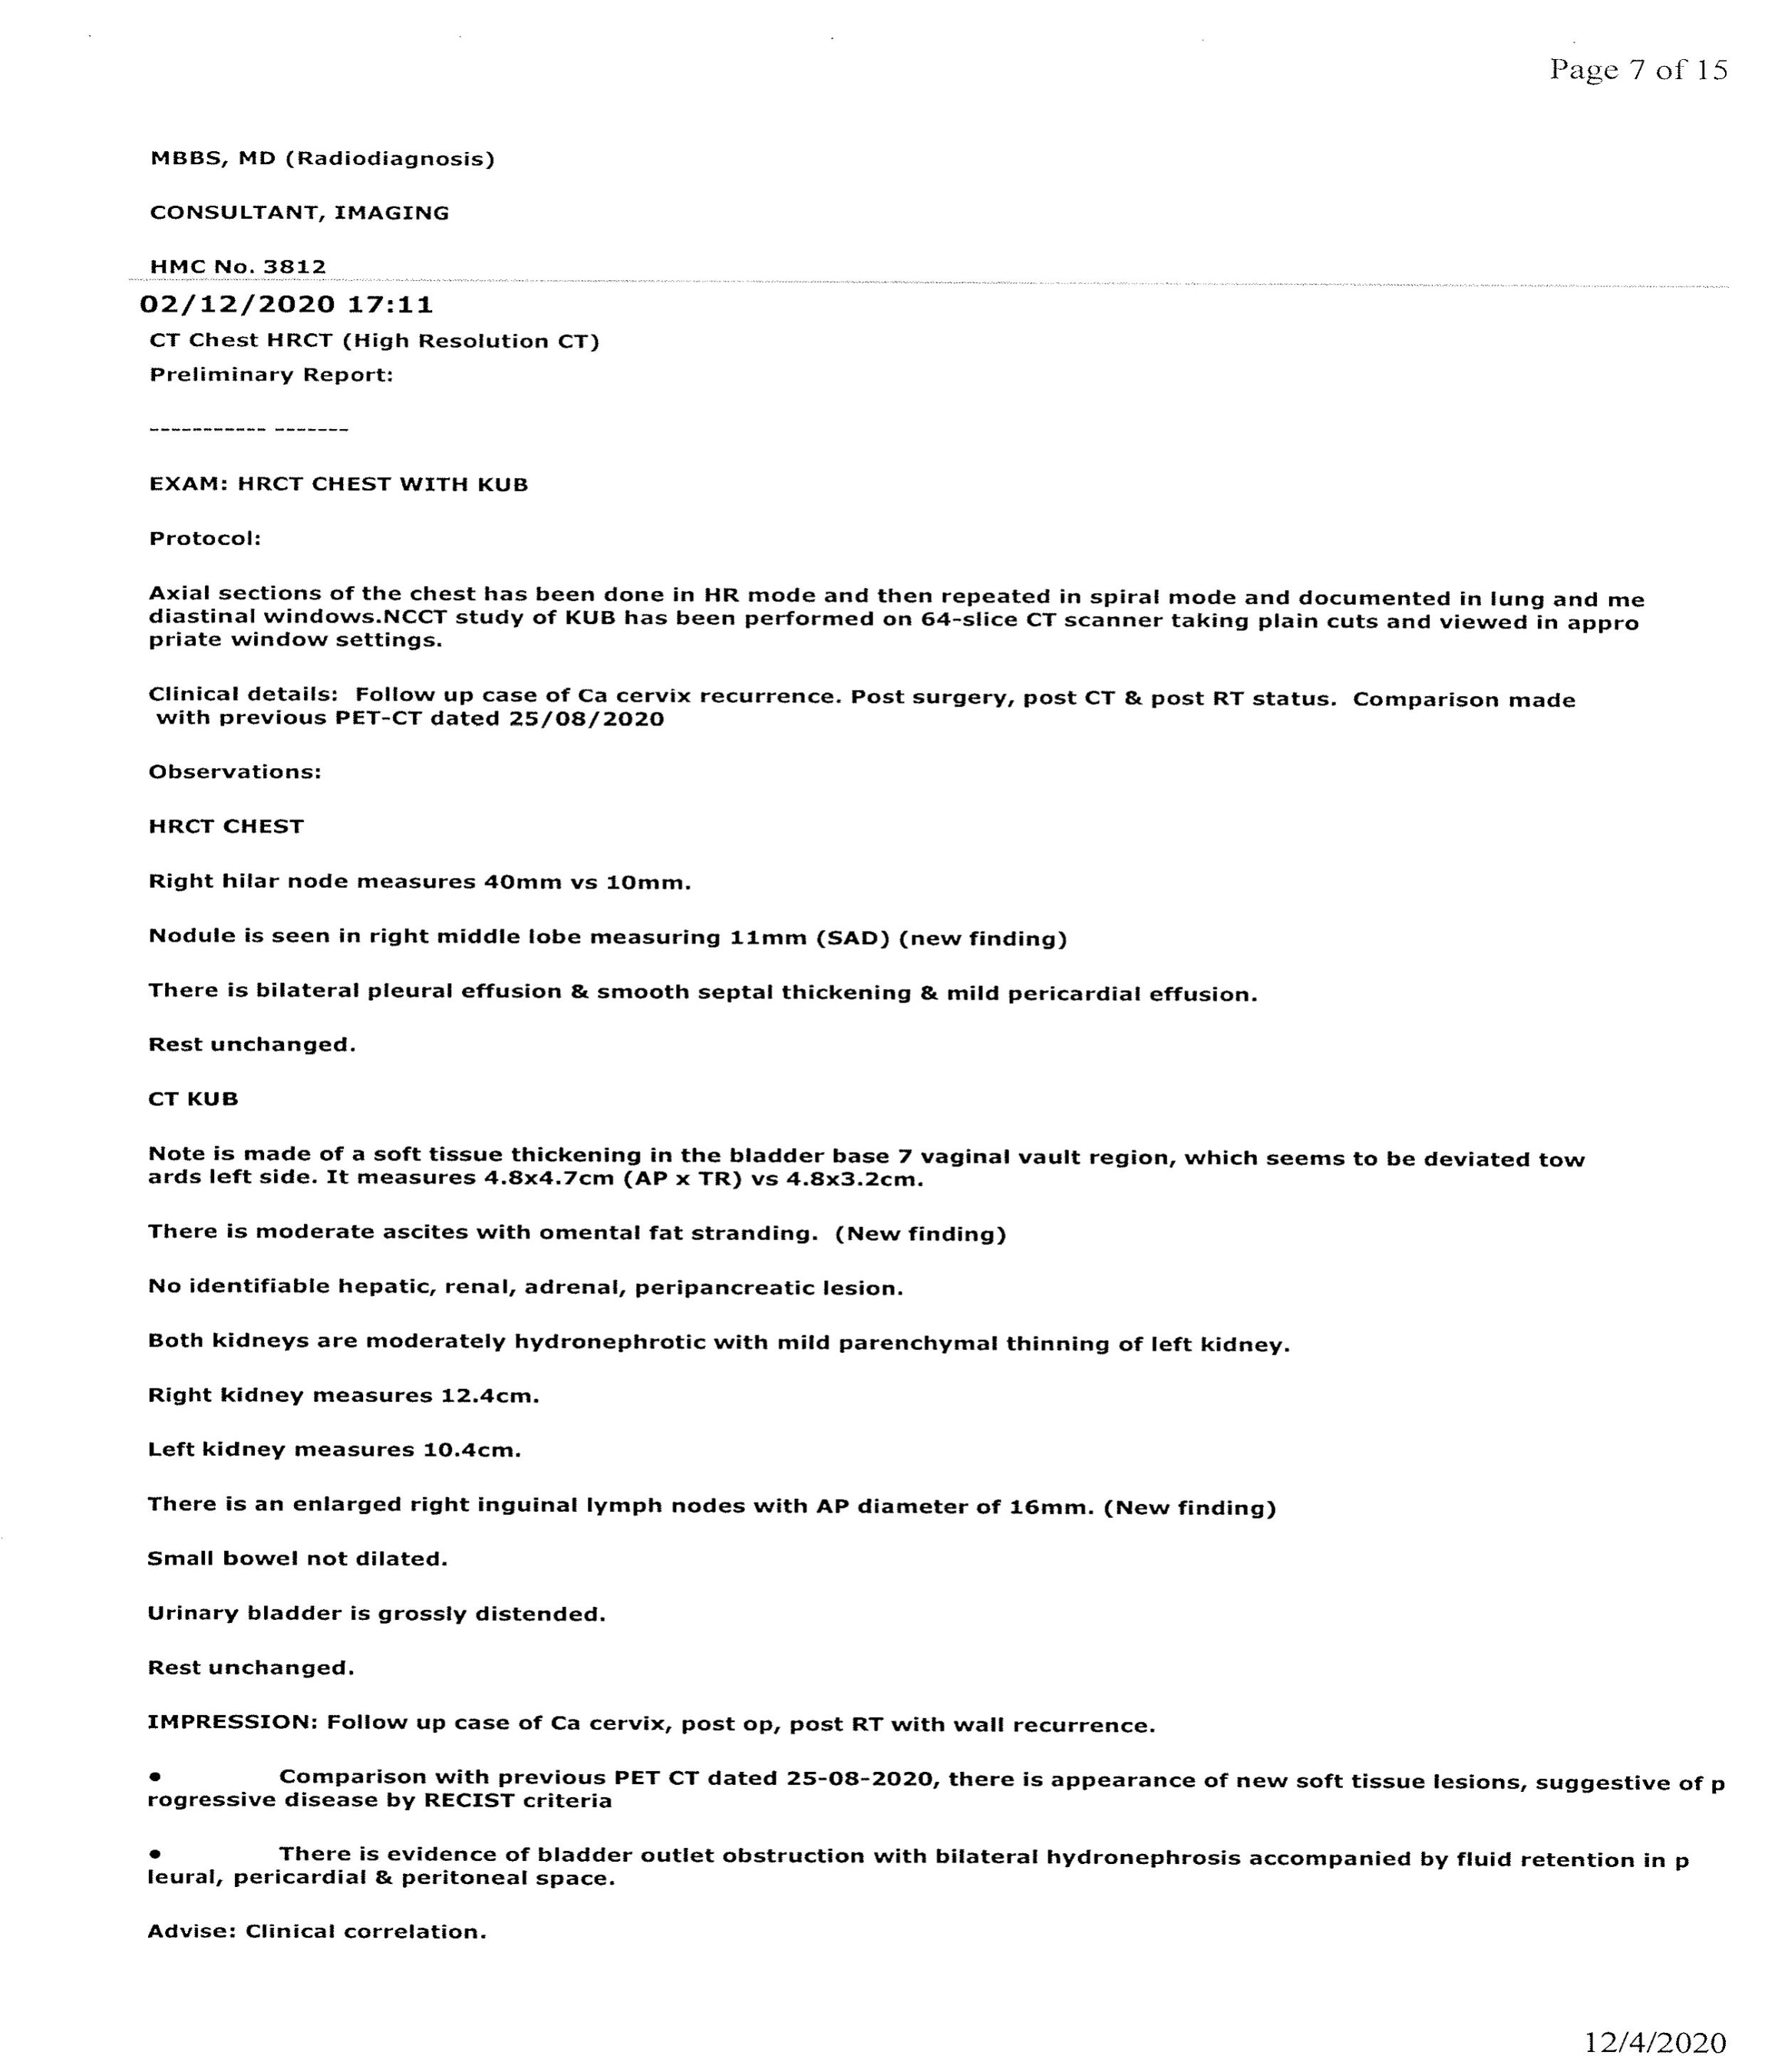 Page 7 of 15
MBBS, MD (Radiodiagnosis)
CONSULTANT, IMAGING
HMC No. 3812
02/12/2020 17:11
CT Chest HRCT (High Resolution CT)
Preliminary Report:
----------- -------
EXAM: HRCT CHEST WITH KUB
Protocol:
Axial sections of the chest has been done in HR mode and then repeated in spiral mode and documented in lung and me
diastinal windows.NCCT study of KUB has been performed on 64-slice CT scanner taking plain cuts and viewed in appro
priate window settings.
Clinical details:  Follow up case of Ca cervix recurrence. Post surgery, post CT & post RT status.  Comparison made
with previous PET-CT dated 25/08/2020
Observations:
HRCT CHEST
Right hilar node measures 40mm vs 10mm.
Nodule is seen in right middle lobe measuring 11mm (SAD) (new finding)
There is bilateral pleural effusion & smooth septal thickening & mild pericardial effusion.
Rest unchanged.
CT KUB
Note is made of a soft tissue thickening in the bladder base 7 vaginal vault region, which seems to be deviated tow
ards left side. It measures 4.8x4.7cm (AP x TR) vs 4.8x3.2cm.
There is moderate ascites with omental fat stranding.  (New finding)
No identifiable hepatic, renal, adrenal, peripancreatic lesion.
Both kidneys are moderately hydronephrotic with mild parenchymal thinning of left kidney.
Right kidney measures 12.4cm.
Left kidney measures 10.4cm.
There is an enlarged right inguinal lymph nodes with AP diameter of 16mm. (New finding)
Small bowel not dilated.
Urinary bladder is grossly distended.
Rest unchanged.
IMPRESSION: Follow up case of Ca cervix, post op, post RT with wall recurrence.
• Comparison with previous PET CT dated 25-08-2020, there is appearance of new soft tissue lesions, suggestive of p
rogressive disease by RECIST criteria
• There is evidence of bladder outlet obstruction with bilateral hydronephrosis accompanied by fluid retention in p
leural, pericardial & peritoneal space.
Advise: Clinical correlation.
12/4/2020